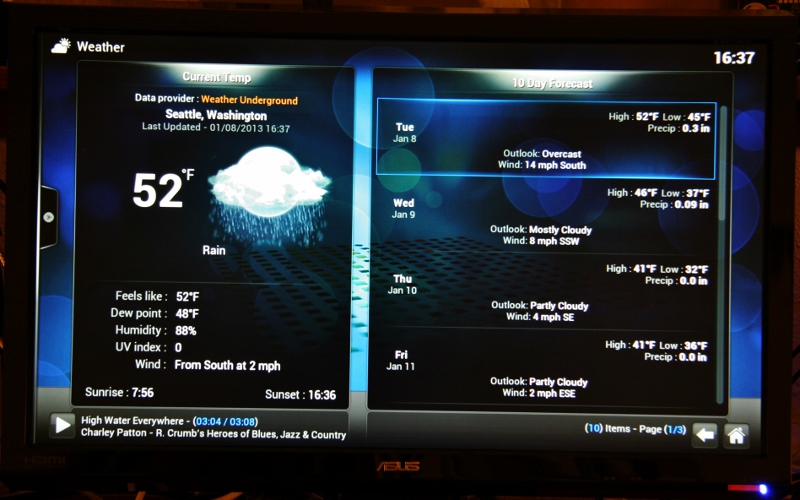 Weather
16:37
Current Temp
Data provider : Weather Underground
Seattle, Washington
Last Updated - 01/08/2013 16:37
52°F
Rain
Feels like : 52°F
Dew point : 48°F
Humidity : 88%
UV index : 0
Wind : From South at 2 mph
Sunrise : 7:56
Sunset : 16:36
10 Day Forecast
High : 52°F Low : 45°F
Precip : 0.3 in
Tue
Jan 8
Outlook: Overcast
Wind: 14 mph South
High : 46°F Low : 37°F
Precip : 0.09 in
Wed
Jan 9
Outlook: Mostly Cloudy
Wind: 8 mph SSW
High : 41°F Low : 32°F
Precip : 0.0 in
Thu
Jan 10
Outlook: Partly Cloudy
Wind: 4 mph SE
High : 41°F Low : 36°F
Precip : 0.0 in
Fri
Jan 11
Outlook: Partly Cloudy
Wind: 2 mph ESE
High Water Everywhere - (03:04 / 03:08)
Charley Patton - R. Crumb's Heroes of Blues, Jazz & Country
(10) Items - Page (1/3)
HDMI
ASUS